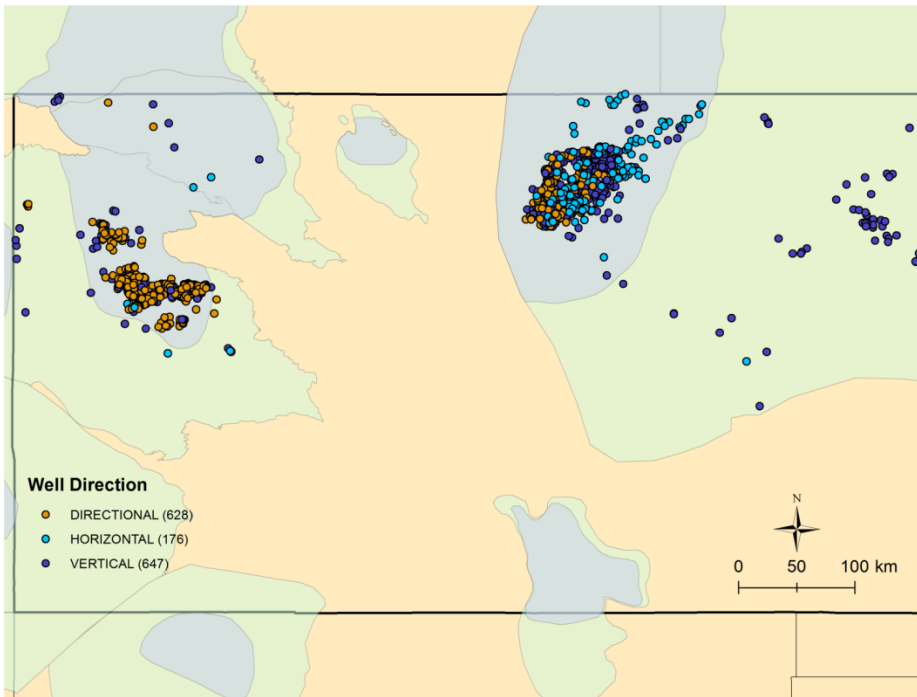 Well Direction
DIRECTIONAL (628)
HORIZONTAL (176)
VERTICAL (647)
N
0 50 100 km